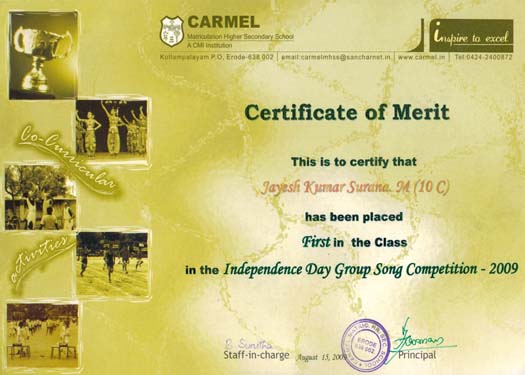 CARMEL
Matriculation Higher Secondary School
A CMI Institution
Kollampalayam P.O, Erode-638 002 | email:carmelmhss@sancharnet.in | www.carmel.in | Tel:0424-2400872
inspire to excel
Certificate of Merit
Co-Curricular
activities
This is to certify that
Jayesh Kumar Surana. M (10 C)
has been placed
First in the Class
in the Independence Day Group Song Competition - 2009
B. Sunitha
Staff-in-charge
August 15, 2009
ERODE
638 002
Principal